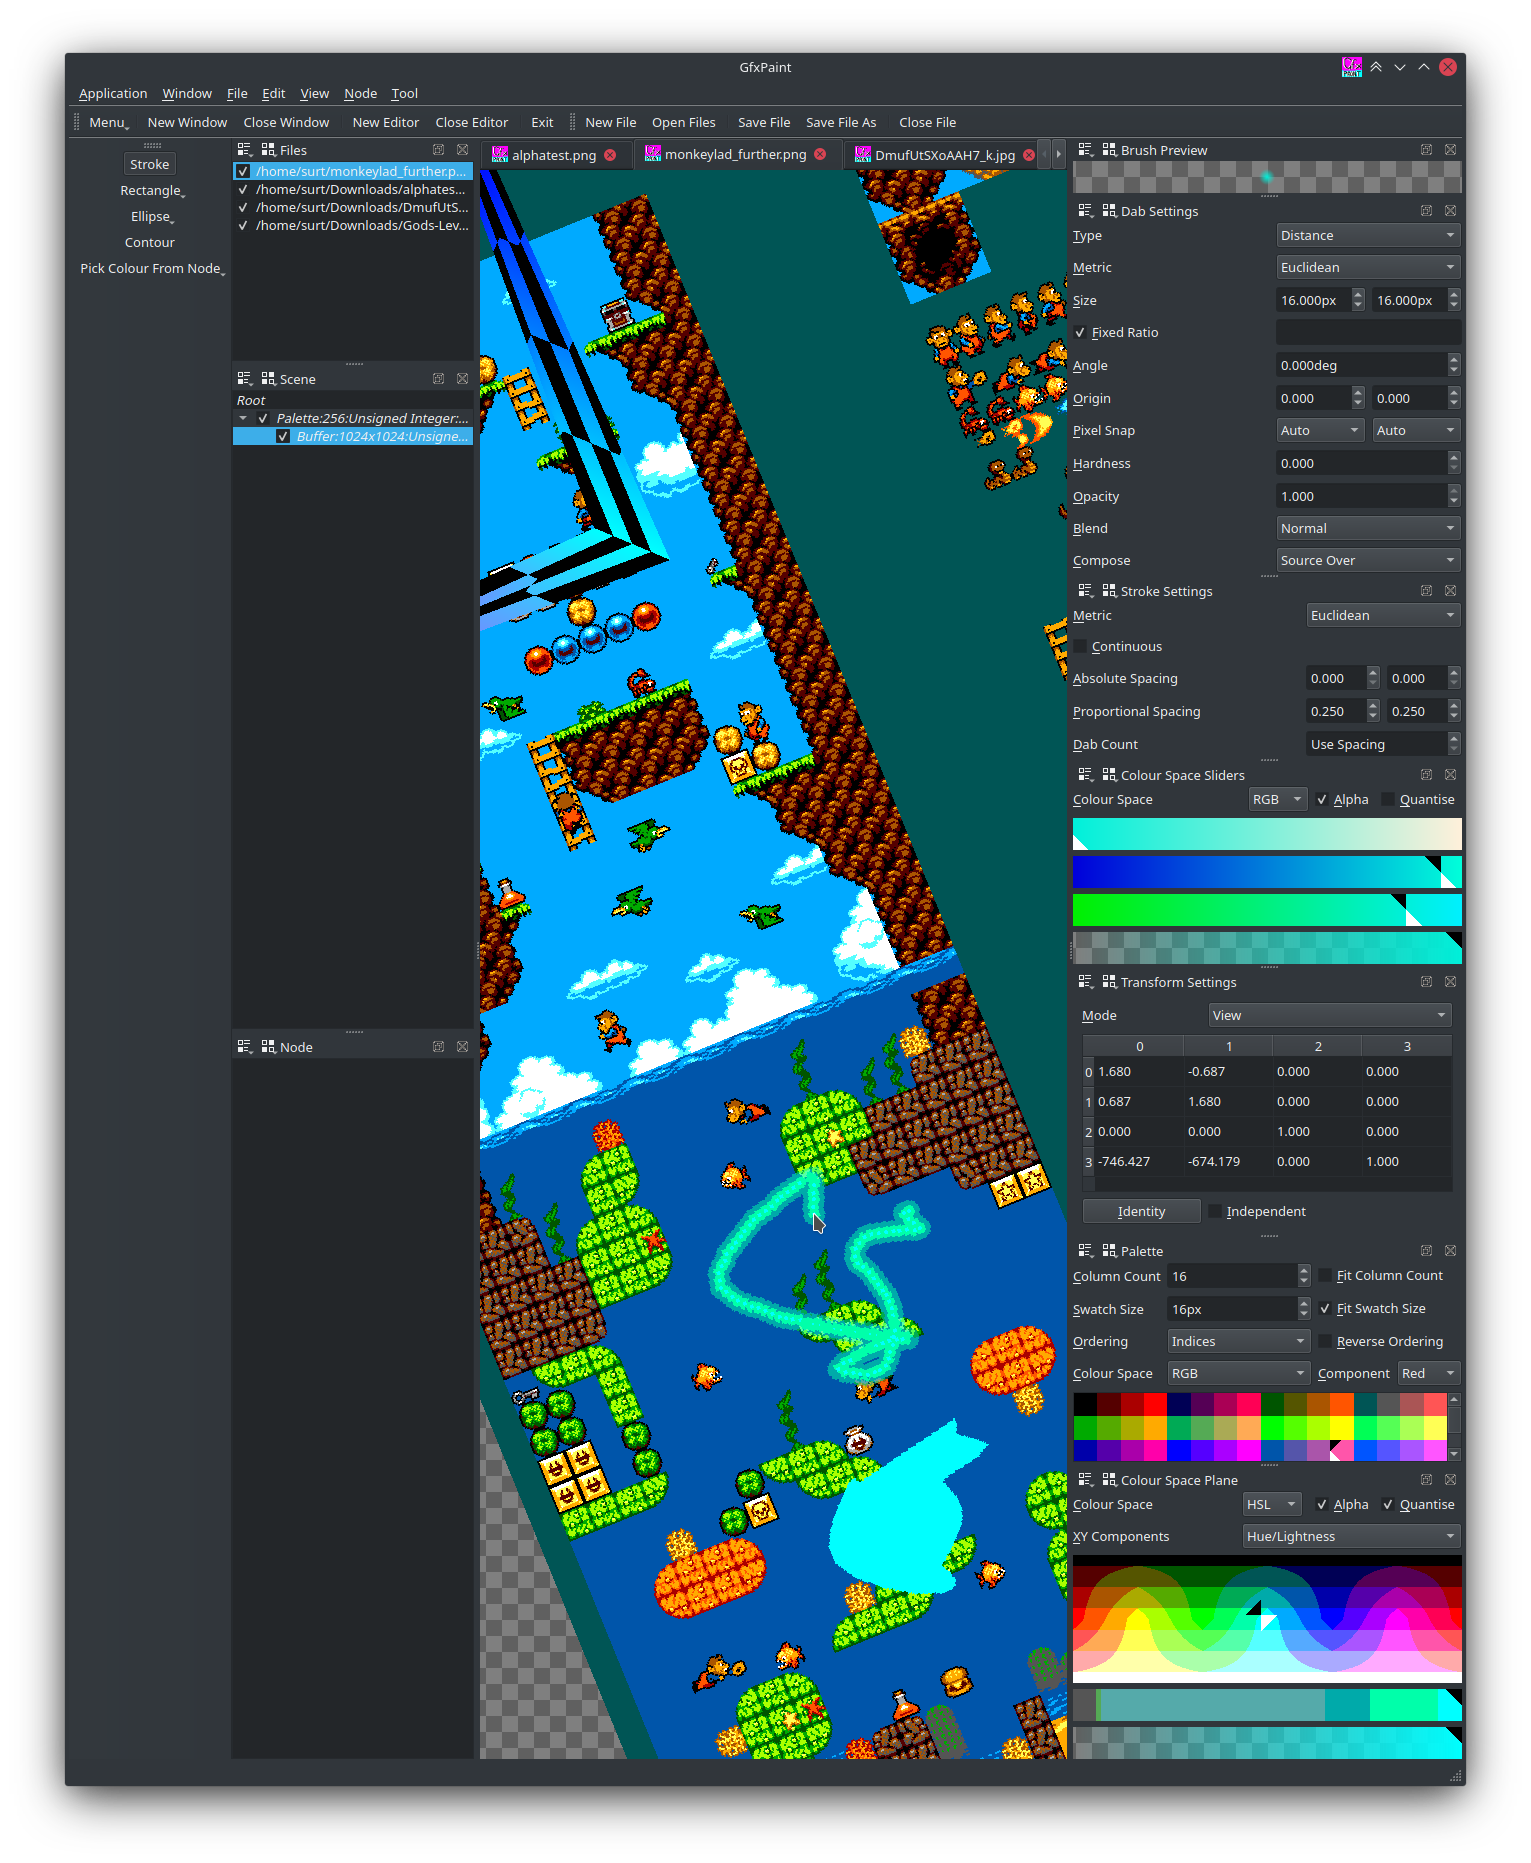 GfxPaint
Application Window File Edit View Node Tool
Menu New Window Close Window New Editor Close Editor Exit New File Open Files Save File Save File As Close File
Stroke
Rectangle
Ellipse
Contour
Pick Colour From Node
Files
/home/surt/monkeylad_further.p...
/home/surt/Downloads/alphates...
/home/surt/Downloads/DmufUtS...
/home/surt/Downloads/Gods-Lev...
Scene
Root
Palette:256:Unsigned Integer:...
Buffer:1024x1024:Unsigne...
Node
alphatest.png monkeylad_further.png DmufUtSXoAAH7_k.jpg
Brush Preview
Dab Settings
Type Distance
Metric Euclidean
Size 16.000px 16.000px
Fixed Ratio
Angle 0.000deg
Origin 0.000 0.000
Pixel Snap Auto Auto
Hardness 0.000
Opacity 1.000
Blend Normal
Compose Source Over
Stroke Settings
Metric Euclidean
Continuous
Absolute Spacing 0.000 0.000
Proportional Spacing 0.250 0.250
Dab Count Use Spacing
Colour Space Sliders
Colour Space RGB Alpha Quantise
Transform Settings
Mode View
0 1 2 3
0 1.680 -0.687 0.000 0.000
1 0.687 1.680 0.000 0.000
2 0.000 0.000 1.000 0.000
3 -746.427 -674.179 0.000 1.000
Identity Independent
Palette
Column Count 16 Fit Column Count
Swatch Size 16px Fit Swatch Size
Ordering Indices Reverse Ordering
Colour Space RGB Component Red
Colour Space Plane
Colour Space HSL Alpha Quantise
XY Components Hue/Lightness